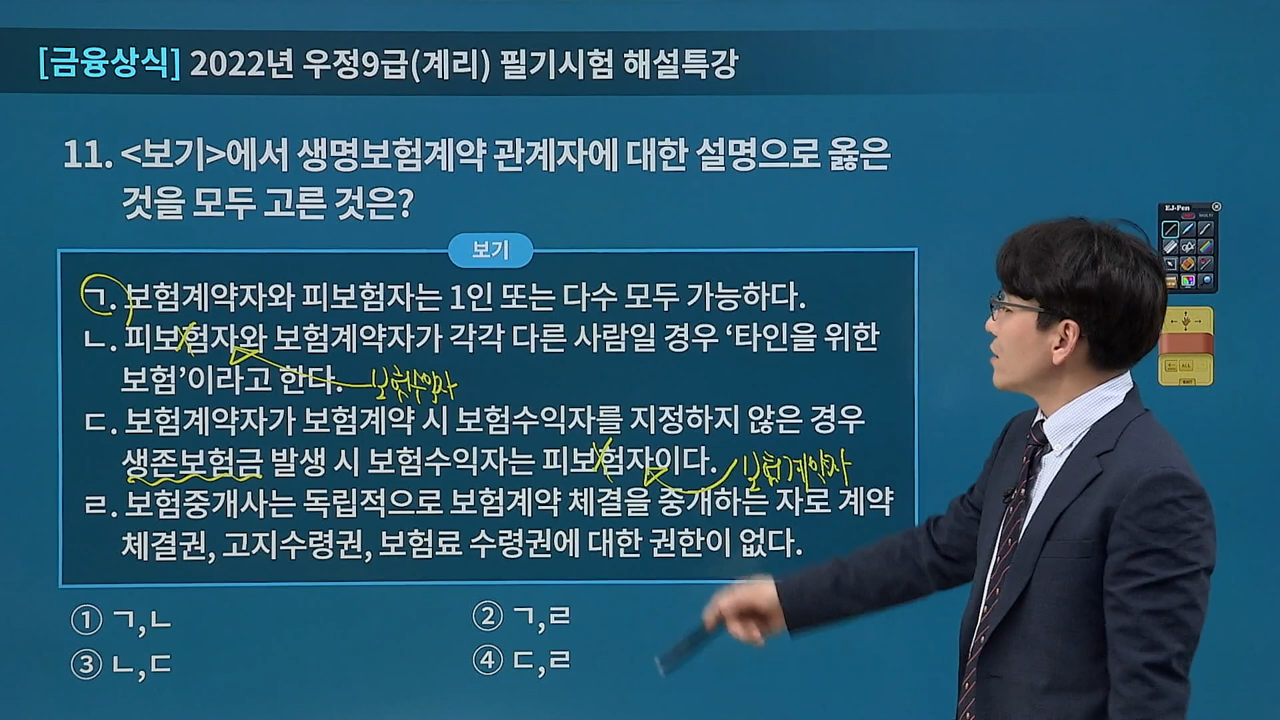 [금융상식] 2022년 우정9급(계리) 필기시험 해설특강
11. <보기>에서 생명보험계약 관계자에 대한 설명으로 옳은
것을 모두 고른 것은?
보기
ㄱ. 보험계약자와 피보험자는 1인 또는 다수 모두 가능하다.
ㄴ. 피보험자와 보험계약자가 각각 다른 사람일 경우 ‘타인을 위한
보험’이라고 한다.
보험수익자
ㄷ. 보험계약자가 보험계약 시 보험수익자를 지정하지 않은 경우
생존보험금 발생 시 보험수익자는 피보험자이다.
보험계약자
ㄹ. 보험중개사는 독립적으로 보험계약 체결을 중개하는 자로 계약
체결권, 고지수령권, 보험료 수령권에 대한 권한이 없다.
① ㄱ,ㄴ
② ㄱ,ㄹ
③ ㄴ,ㄷ
④ ㄷ,ㄹ
EJ-Pen
ALL
EXIT